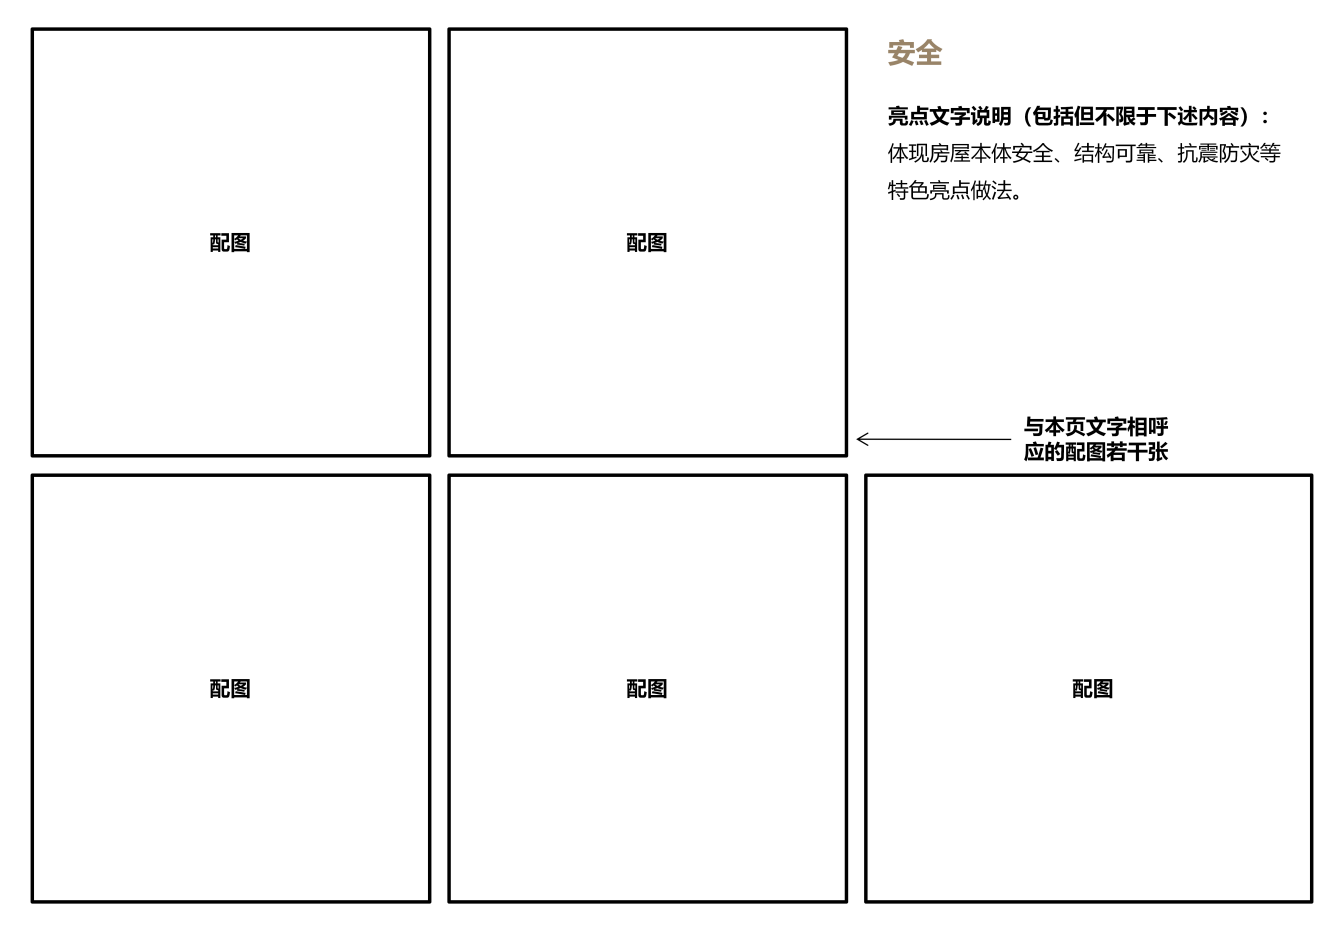 安全
亮点文字说明（包括但不限于下述内容）：
体现房屋本体安全、结构可靠、抗震防灾等
特色亮点做法。
配图
配图
与本页文字相呼
应的配图若干张
配图
配图
配图